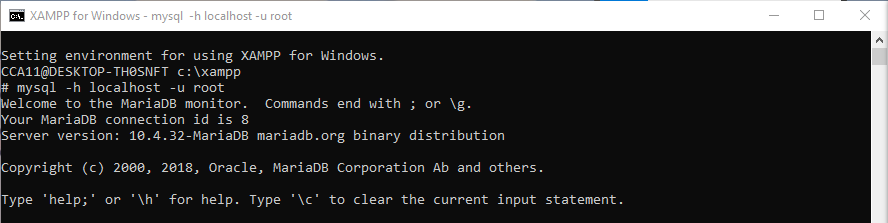 XAMPP for Windows - mysql -h localhost -u root
Setting environment for using XAMPP for Windows.
CCA11@DESKTOP-TH0SNFT c:\xampp
# mysql -h localhost -u root
Welcome to the MariaDB monitor.  Commands end with ; or \g.
Your MariaDB connection id is 8
Server version: 10.4.32-MariaDB mariadb.org binary distribution
Copyright (c) 2000, 2018, Oracle, MariaDB Corporation Ab and others.
Type 'help;' or '\h' for help. Type '\c' to clear the current input statement.